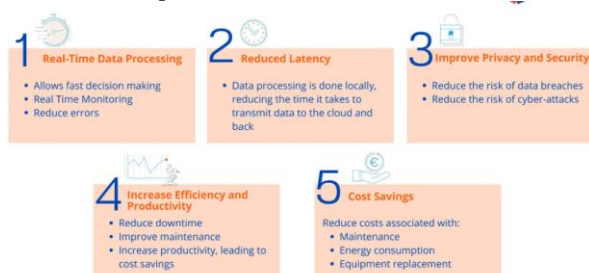 1
Real-Time Data Processing
• Allows fast decision making
• Real Time Monitoring
• Reduce errors
2
Reduced Latency
• Data processing is done locally,
reducing the time it takes to
transmit data to the cloud and
back
3
Improve Privacy and Security
• Reduce the risk of data breaches
• Reduce the risk of cyber-attacks
4
Increase Efficiency and
Productivity
• Reduce downtime
• Improve maintenance
• Increase productivity, leading to
cost savings
5
€
Cost Savings
Reduce costs associated with:
• Maintenance
• Energy consumption
• Equipment replacement